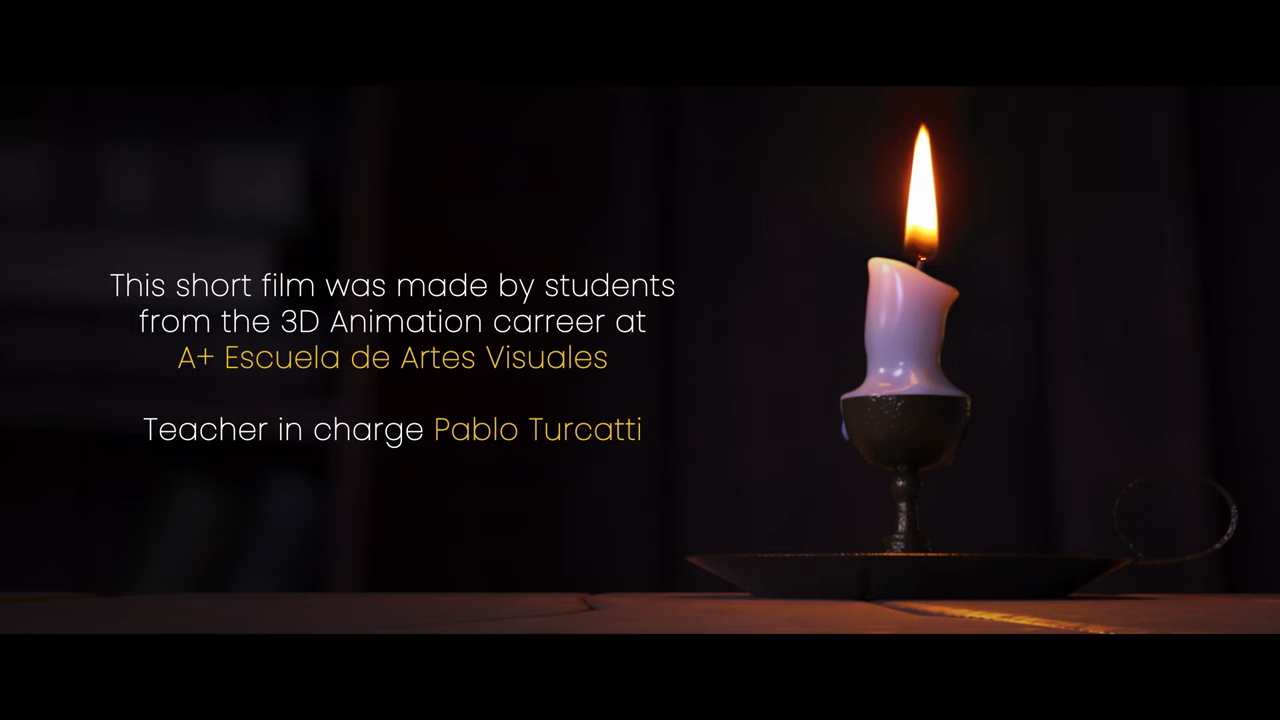 This short film was made by students
from the 3D Animation carreer at
A+ Escuela de Artes Visuales
Teacher in charge Pablo Turcatti